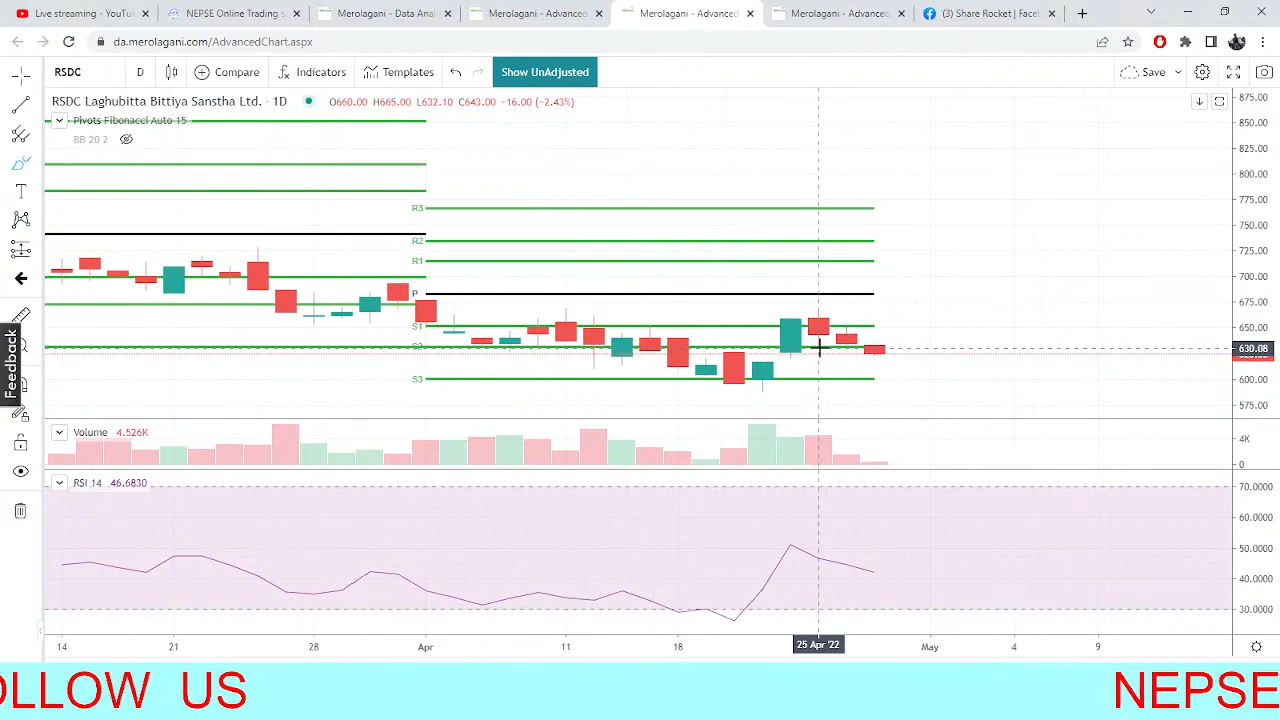 Live streaming - YouTub
NEPSE Online Trading s
Merolagani - Data Anal
Merolagani - Advanced
Merolagani - Advanced
Merolagani - Advanced
(3) Share Rocket | Face
da.merolagani.com/AdvancedChart.aspx
RSDC
D
Compare
Indicators
Templates
Show UnAdjusted
Save
RSDC Laghubitta Bittiya Sanstha Ltd. · 1D
O660.00 H665.00 L632.10 C643.00 -16.00 (-2.43%)
Pivots Fibonacci Auto 15
BB 20 2
875.00
850.00
825.00
800.00
775.00
750.00
725.00
700.00
675.00
650.00
631.08
600.00
575.00
R3
R2
R1
P
S1
S2
S3
Feedback
Volume 4.526K
4K
0
RSI 14 46.6830
70.0000
60.0000
50.0000
40.0000
30.0000
14
21
28
Apr
11
18
25 Apr '22
May
4
9
OLLOW US
NEPSE